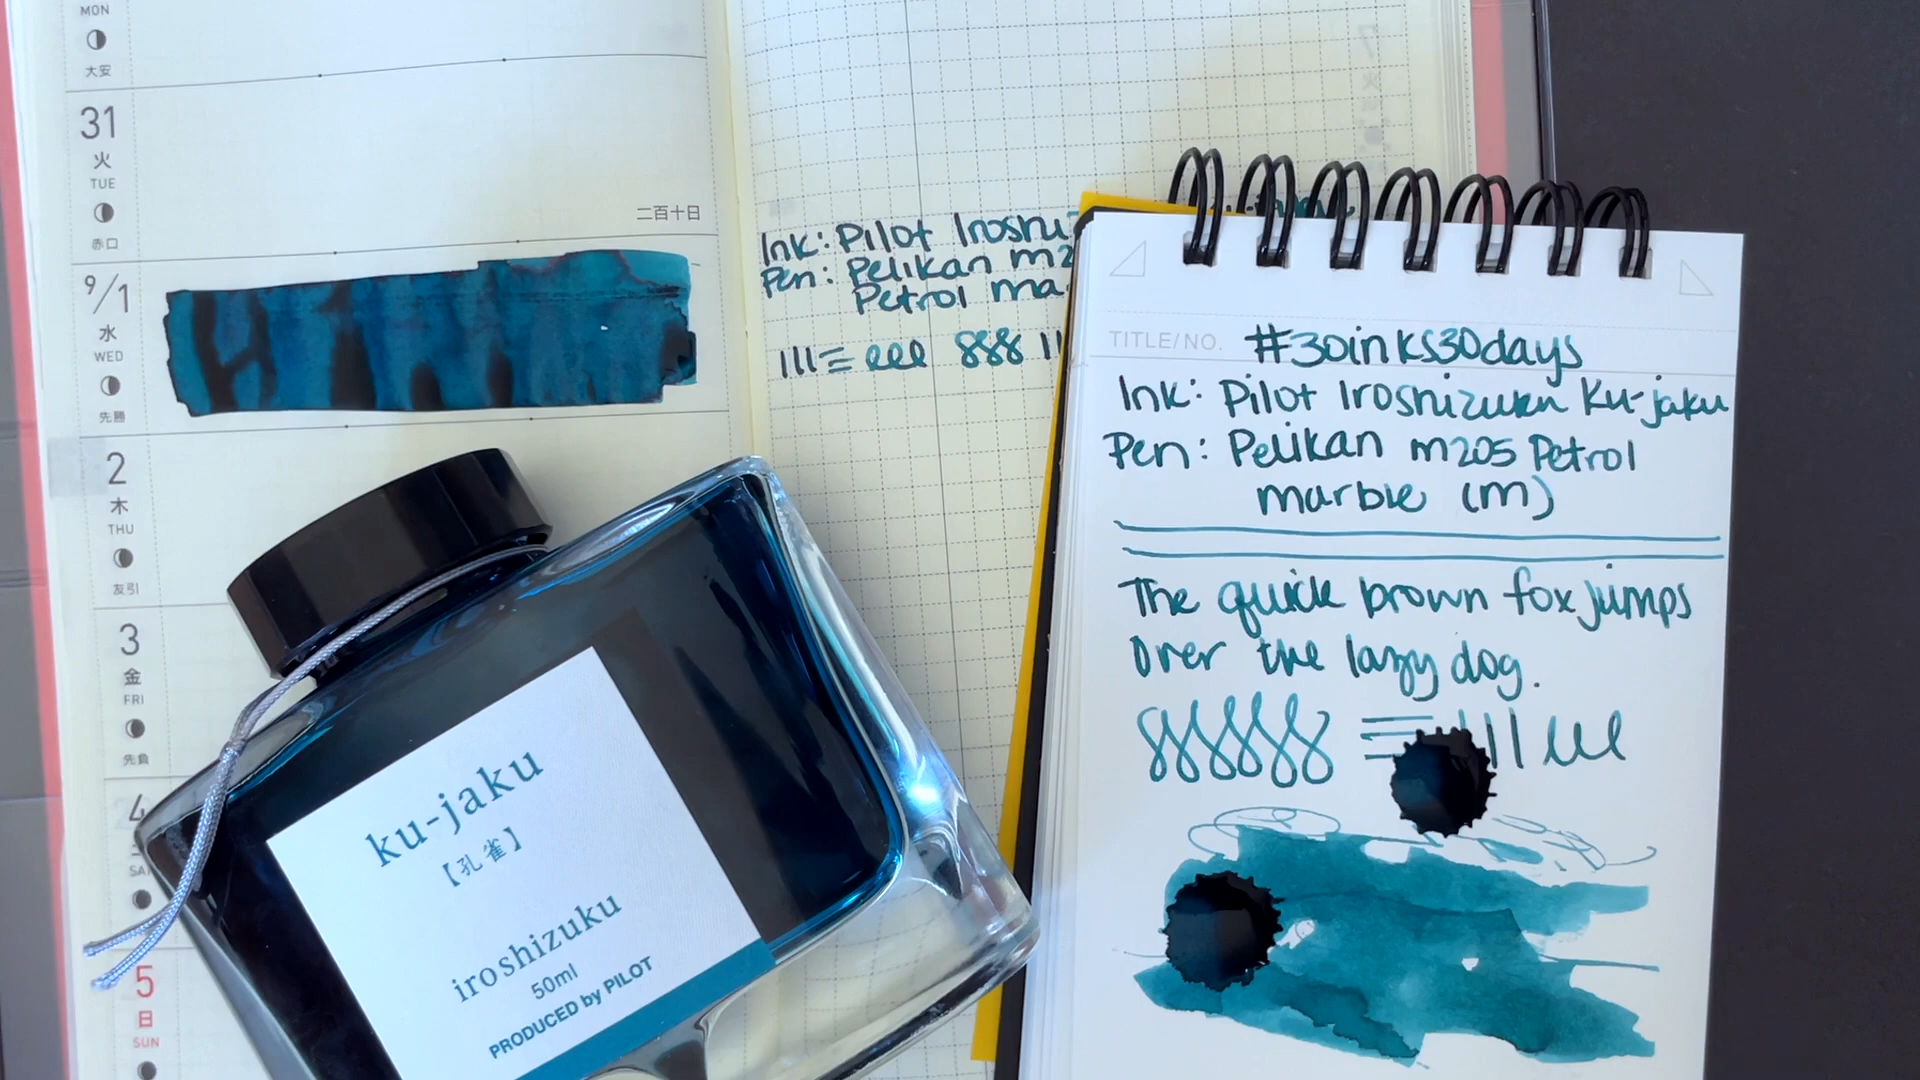 MON
大安
31
火
TUE
赤口
二百十日
9/1
水
WED
先勝
2
木
THU
友引
3
金
FRI
先負
4
5
日
SUN
Ink: Pilot
Pen: Pelikan
Petrol
TITLE/NO. #30inks30days
Ink: Pilot Iroshizuku Ku-jaku
Pen: Pelikan m205 Petrol
marble (m)
The quick brown fox jumps
over the lazy dog.
ku-jaku
【孔雀】
iroshizuku
50ml
PRODUCED by PILOT